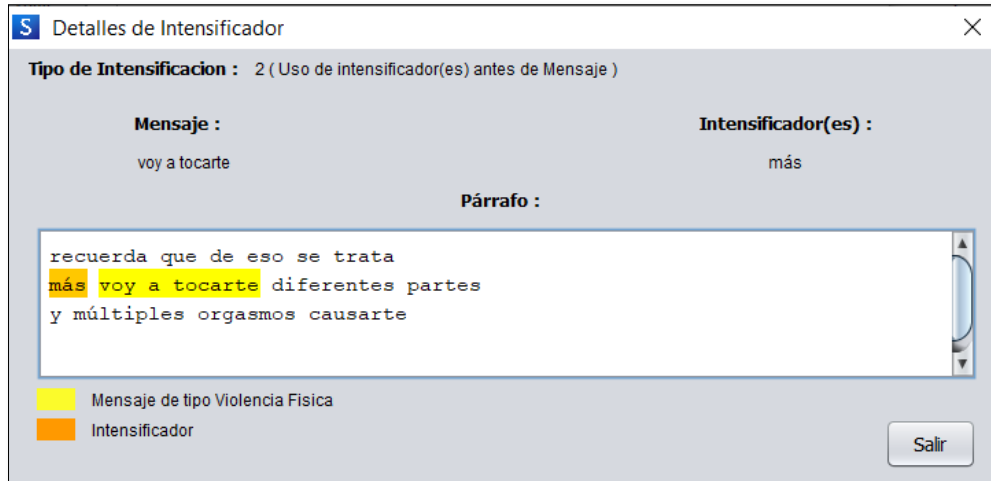 S Detalles de Intensificador
Tipo de Intensificacion : 2 ( Uso de intensificador(es) antes de Mensaje )
Mensaje : Intensificador(es) :
voy a tocarte más
Párrafo :
recuerda que de eso se trata
más voy a tocarte diferentes partes
y múltiples orgasmos causarte
Mensaje de tipo Violencia Fisica
Intensificador
Salir